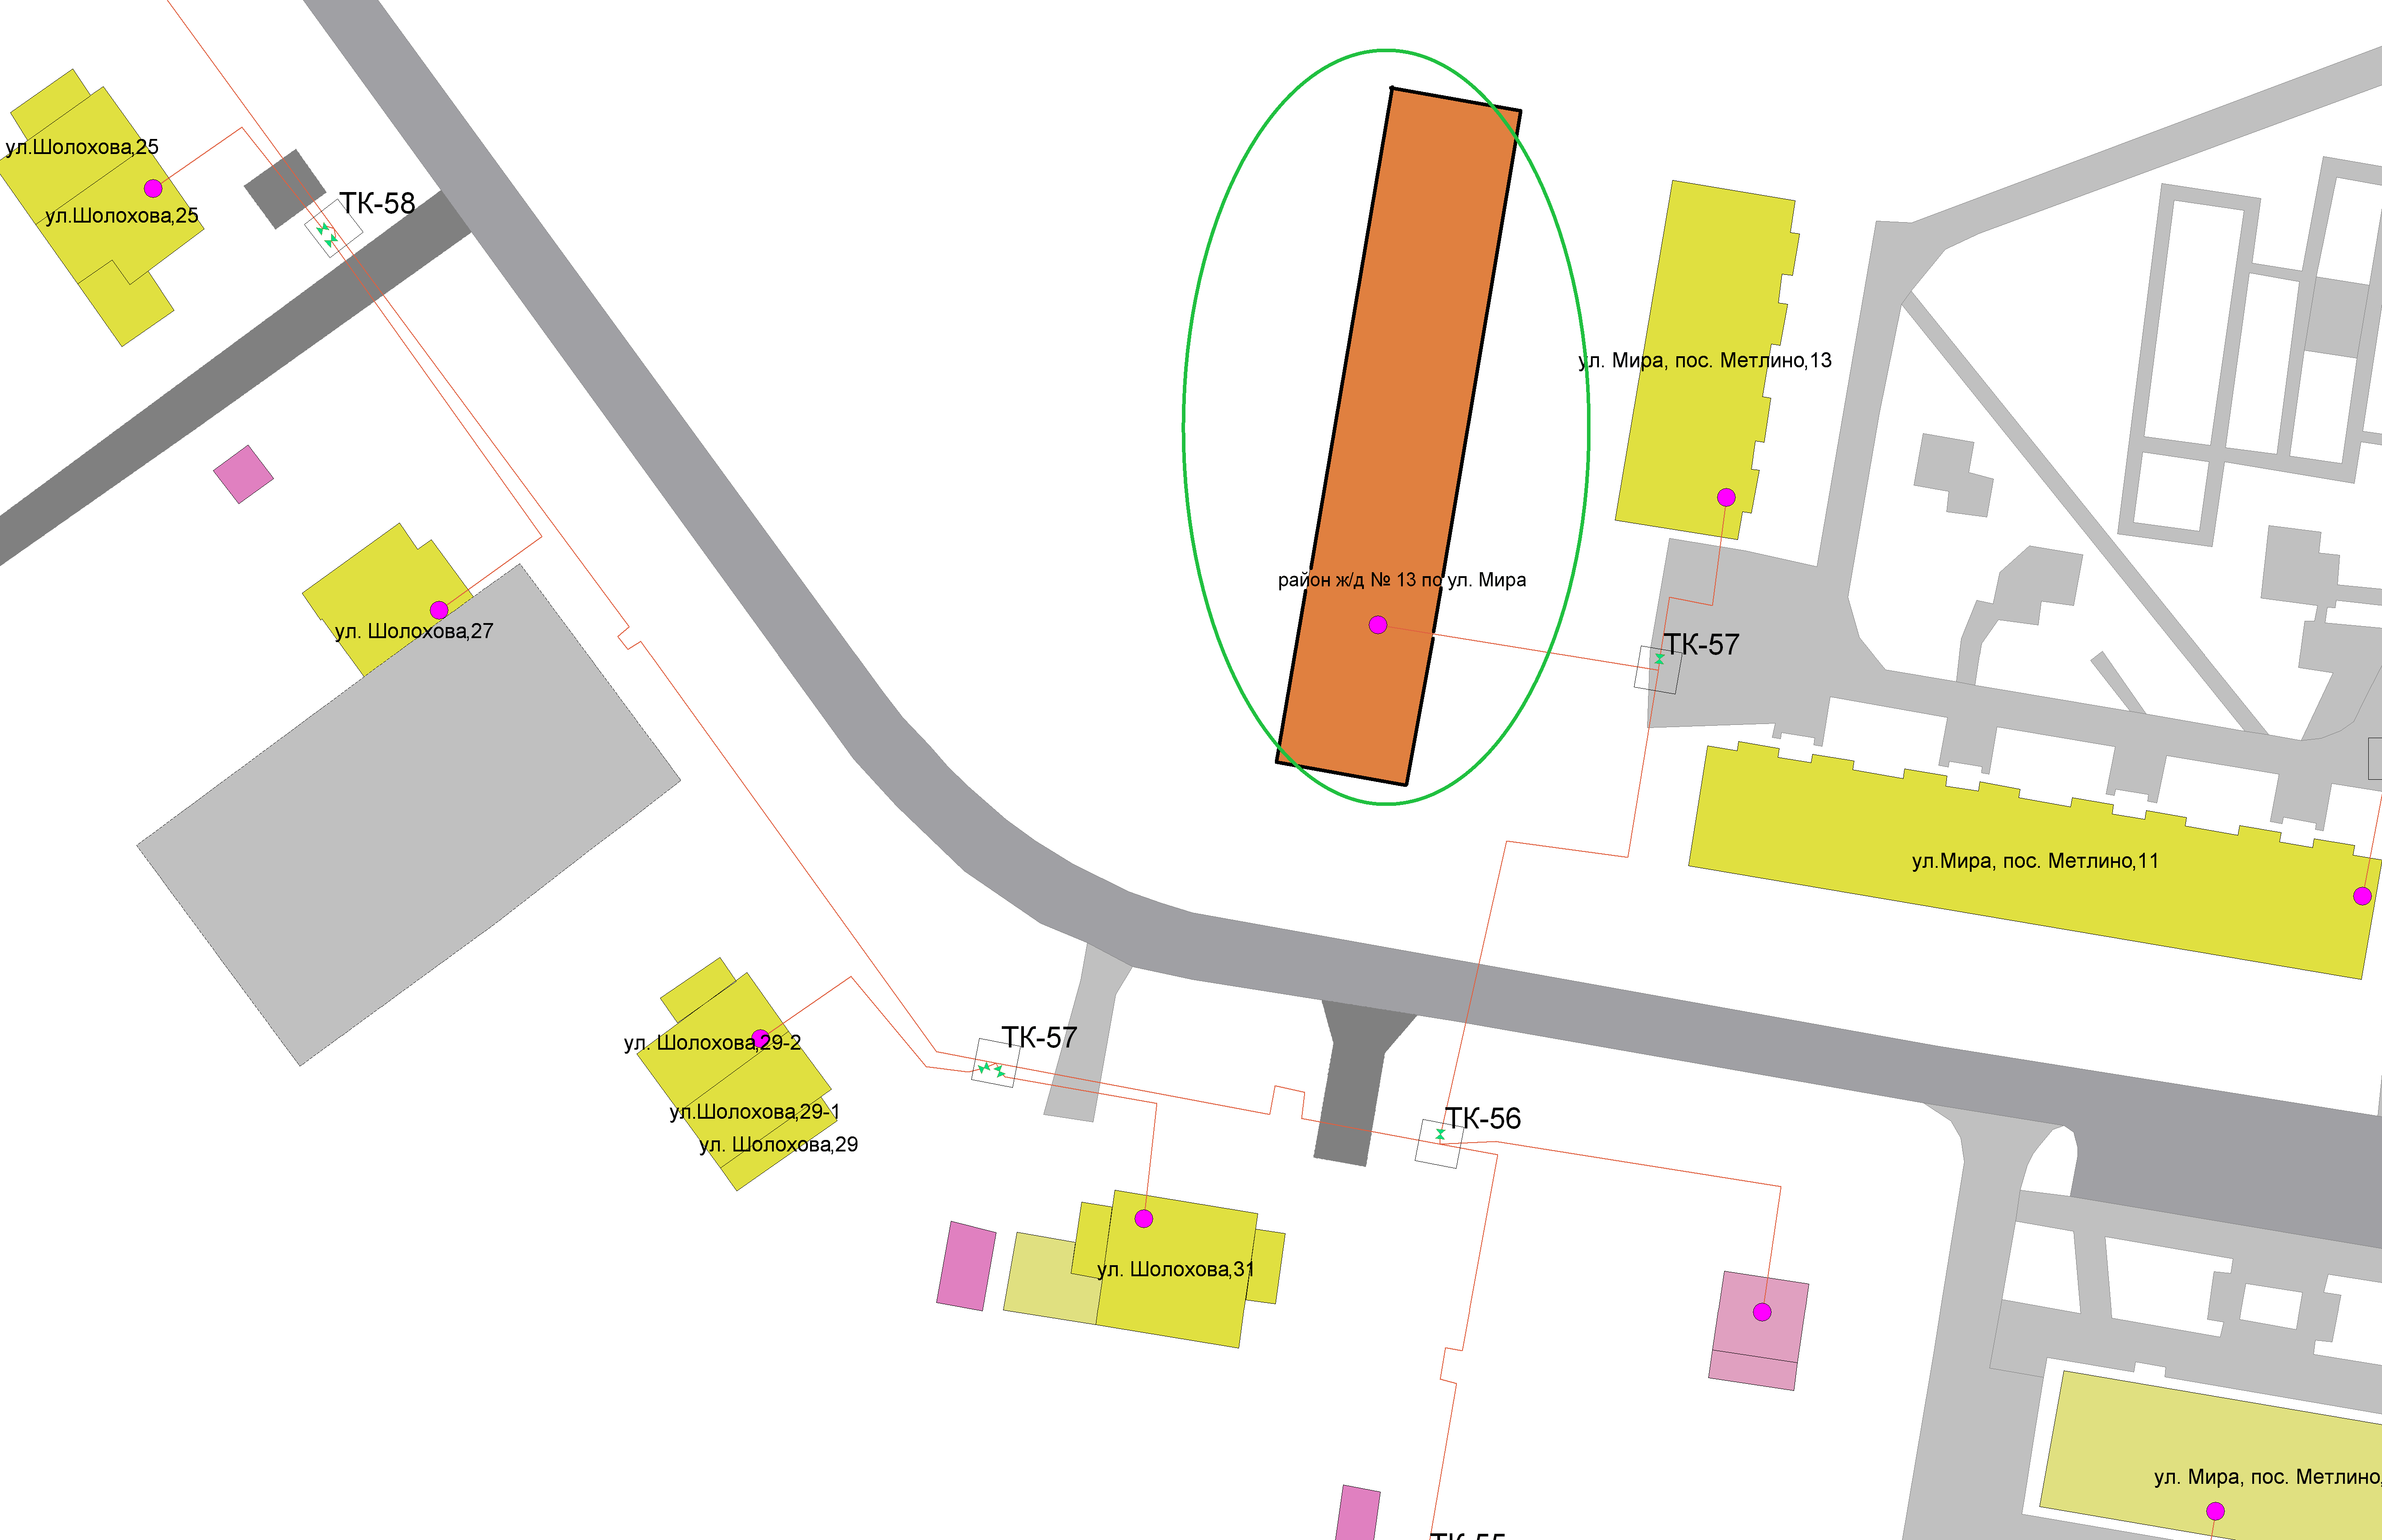 ул.Шолохова,25
ТК-58
ул.Шолохова,25
ул. Мира, пос. Метлино,13
район ж/д № 13 по ул. Мира
ул. Шолохова,27
ТК-57
ул.Мира, пос. Метлино,11
ТК-57
ул. Шолохова,29-2
ул.Шолохова,29-1
ТК-56
ул. Шолохова,29
ул. Шолохова,31
ул. Мира, пос. Метлино,
ТК-55